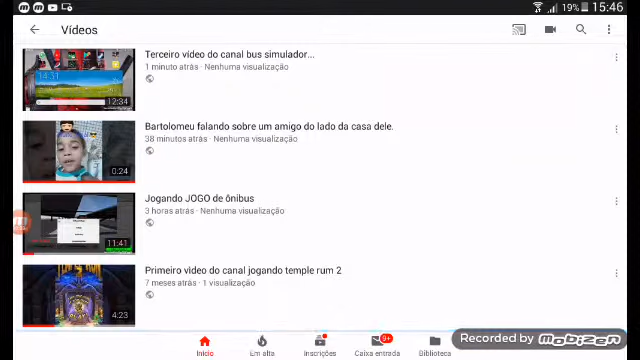 19% 15:46
Vídeos
Terceiro vídeo do canal bus simulador...
1 minuto atrás · Nenhuma visualização
14:31
12:34
Bartolomeu falando sobre um amigo do lado da casa dele.
38 minutos atrás · Nenhuma visualização
0:24
Jogando JOGO de ônibus
3 horas atrás · Nenhuma visualização
11:41
Primeiro vìdeo do canal jogando temple rum 2
7 meses atrás · 1 visualização
4:23
9+
Início Em alta Inscrições Caixa entrada Biblioteca
Recorded by mobizen